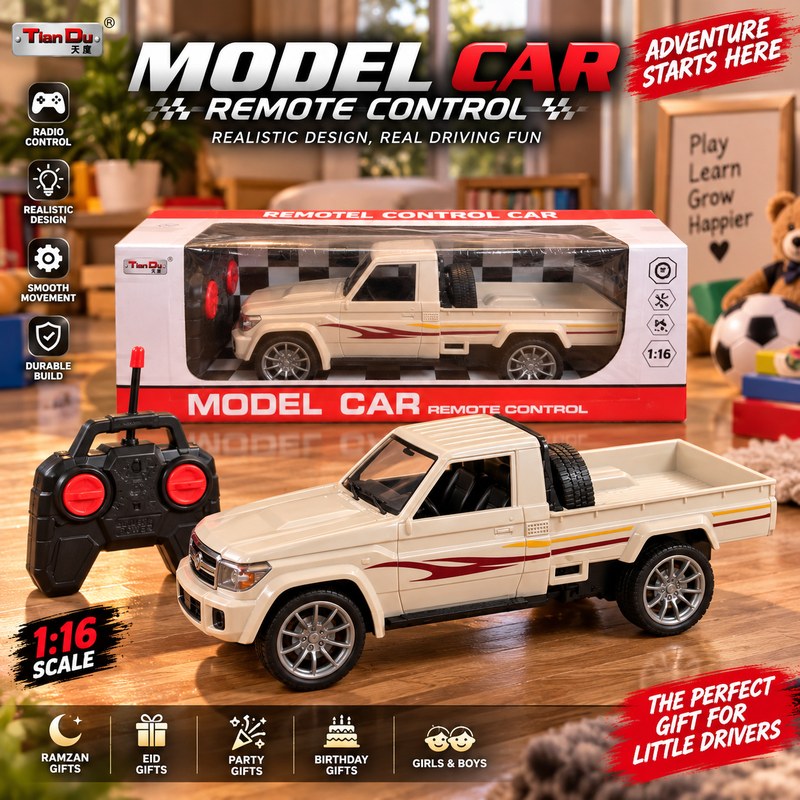 TianDu
天度
®
MODEL CAR
REMOTE CONTROL
REALISTIC DESIGN, REAL DRIVING FUN
ADVENTURE
STARTS HERE
RADIO
CONTROL
REALISTIC
DESIGN
SMOOTH
MOVEMENT
DURABLE
BUILD
Play
Learn
Grow
Happier
REMOTEL CONTROL CAR
TianDu
天度
1:16
MODEL CAR REMOTE CONTROL
1:16
SCALE
RAMZAN
GIFTS
EID
GIFTS
PARTY
GIFTS
BIRTHDAY
GIFTS
GIRLS & BOYS
THE PERFECT
GIFT FOR
LITTLE DRIVERS